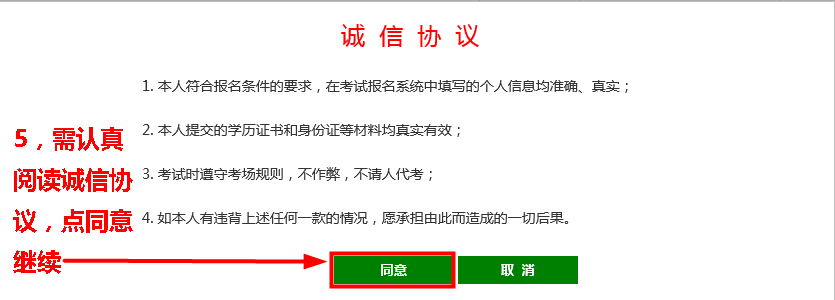 诚 信 协 议
1. 本人符合报名条件的要求，在考试报名系统中填写的个人信息均准确、真实；
2. 本人提交的学历证书和身份证等材料均真实有效；
3. 考试时遵守考场规则，不作弊，不请人代考；
4. 如本人有违背上述任何一款的情况，愿承担由此而造成的一切后果。
5，需认真
阅读诚信协
议，点同意
继续
同意
取 消